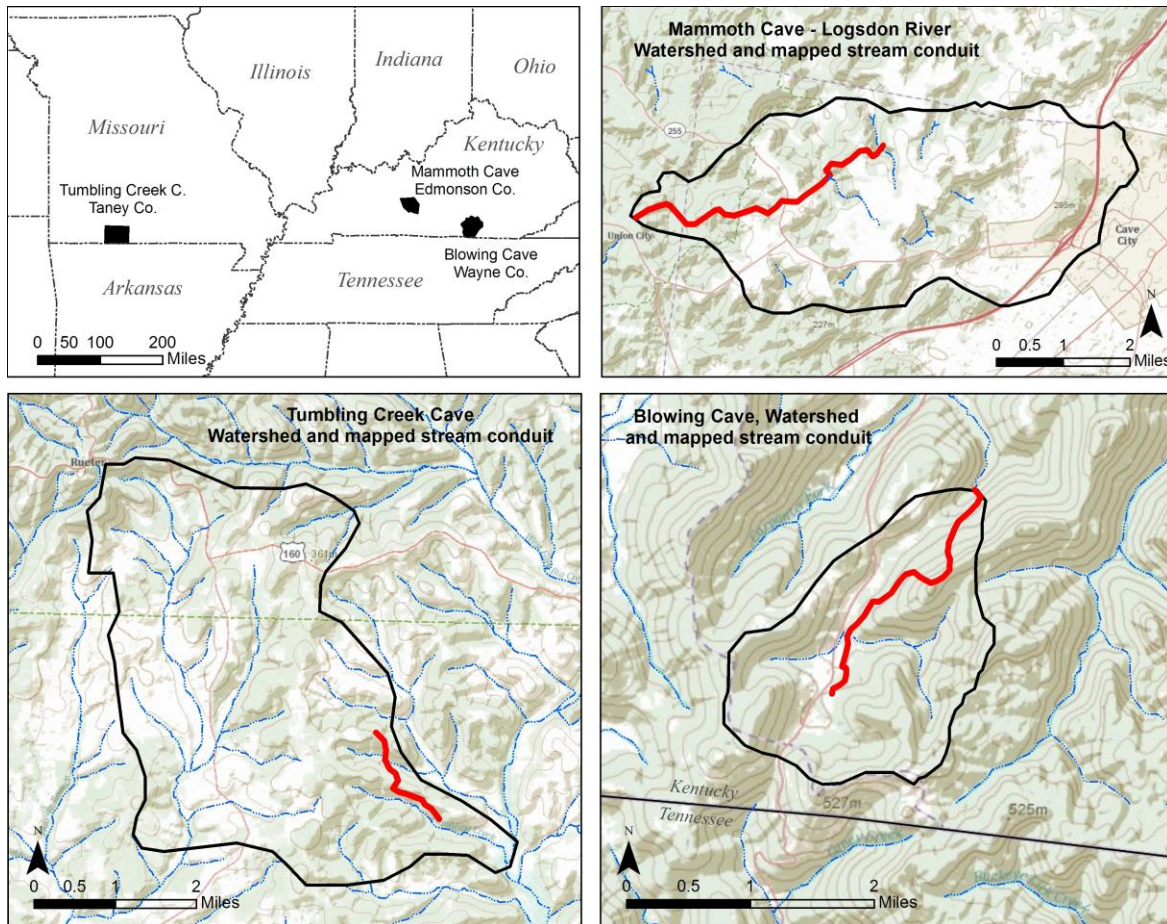 Illinois
Indiana
Ohio
Missouri
Kentucky
Mammoth Cave
Edmonson Co.
Tumbling Creek C.
Taney Co.
Blowing Cave
Wayne Co.
Arkansas
Tennessee
0 50 100 200
Miles
Mammoth Cave - Logsdon River
Watershed and mapped stream conduit
255
Union City
295m
Cave
City
227m
N
0 0.5 1 2
Miles
Tumbling Creek Cave
Watershed and mapped stream conduit
Rueter
160
361m
N
0 0.5 1 2
Miles
Blowing Cave, Watershed
and mapped stream conduit
Kentucky
Tennessee
527m
525m
N
0 0.5 1 2
Miles